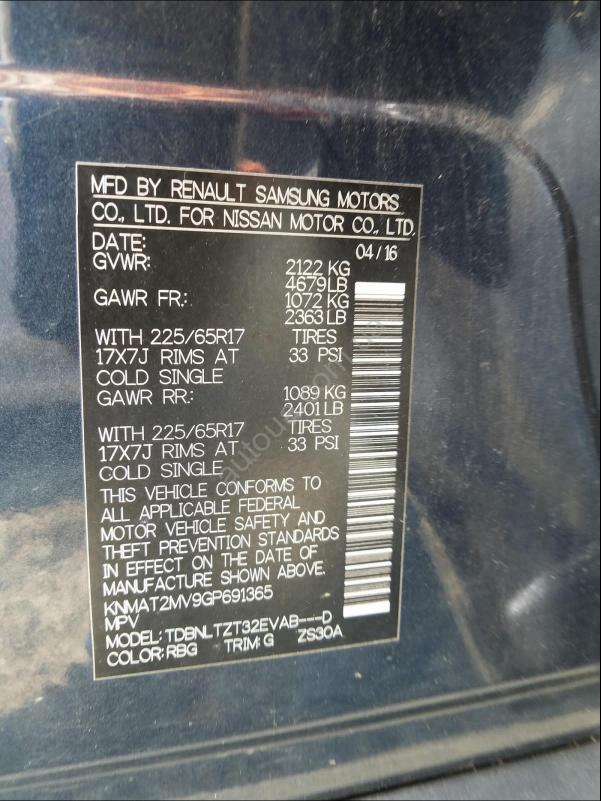 MFD BY RENAULT SAMSUNG MOTORS
CO., LTD. FOR NISSAN MOTOR CO., LTD.
DATE: 04/16
GVWR: 2122 KG
4679LB
GAWR FR: 1072 KG
2363 LB
WITH 225/65R17 TIRES
17X7J RIMS AT 33 PSI
COLD SINGLE
GAWR RR: 1089 KG
2401 LB
WITH 225/65R17 TIRES
17X7J RIMS AT 33 PSI
COLD SINGLE
THIS VEHICLE CONFORMS TO
ALL APPLICABLE FEDERAL
MOTOR VEHICLE SAFETY AND
THEFT PREVENTION STANDARDS
IN EFFECT ON THE DATE OF
MANUFACTURE SHOWN ABOVE.
KNMAT2MV9GP691365
MPV
MODEL: TDBNLTZT32EVAB---D
COLOR: RBG TRIM: G ZS30A